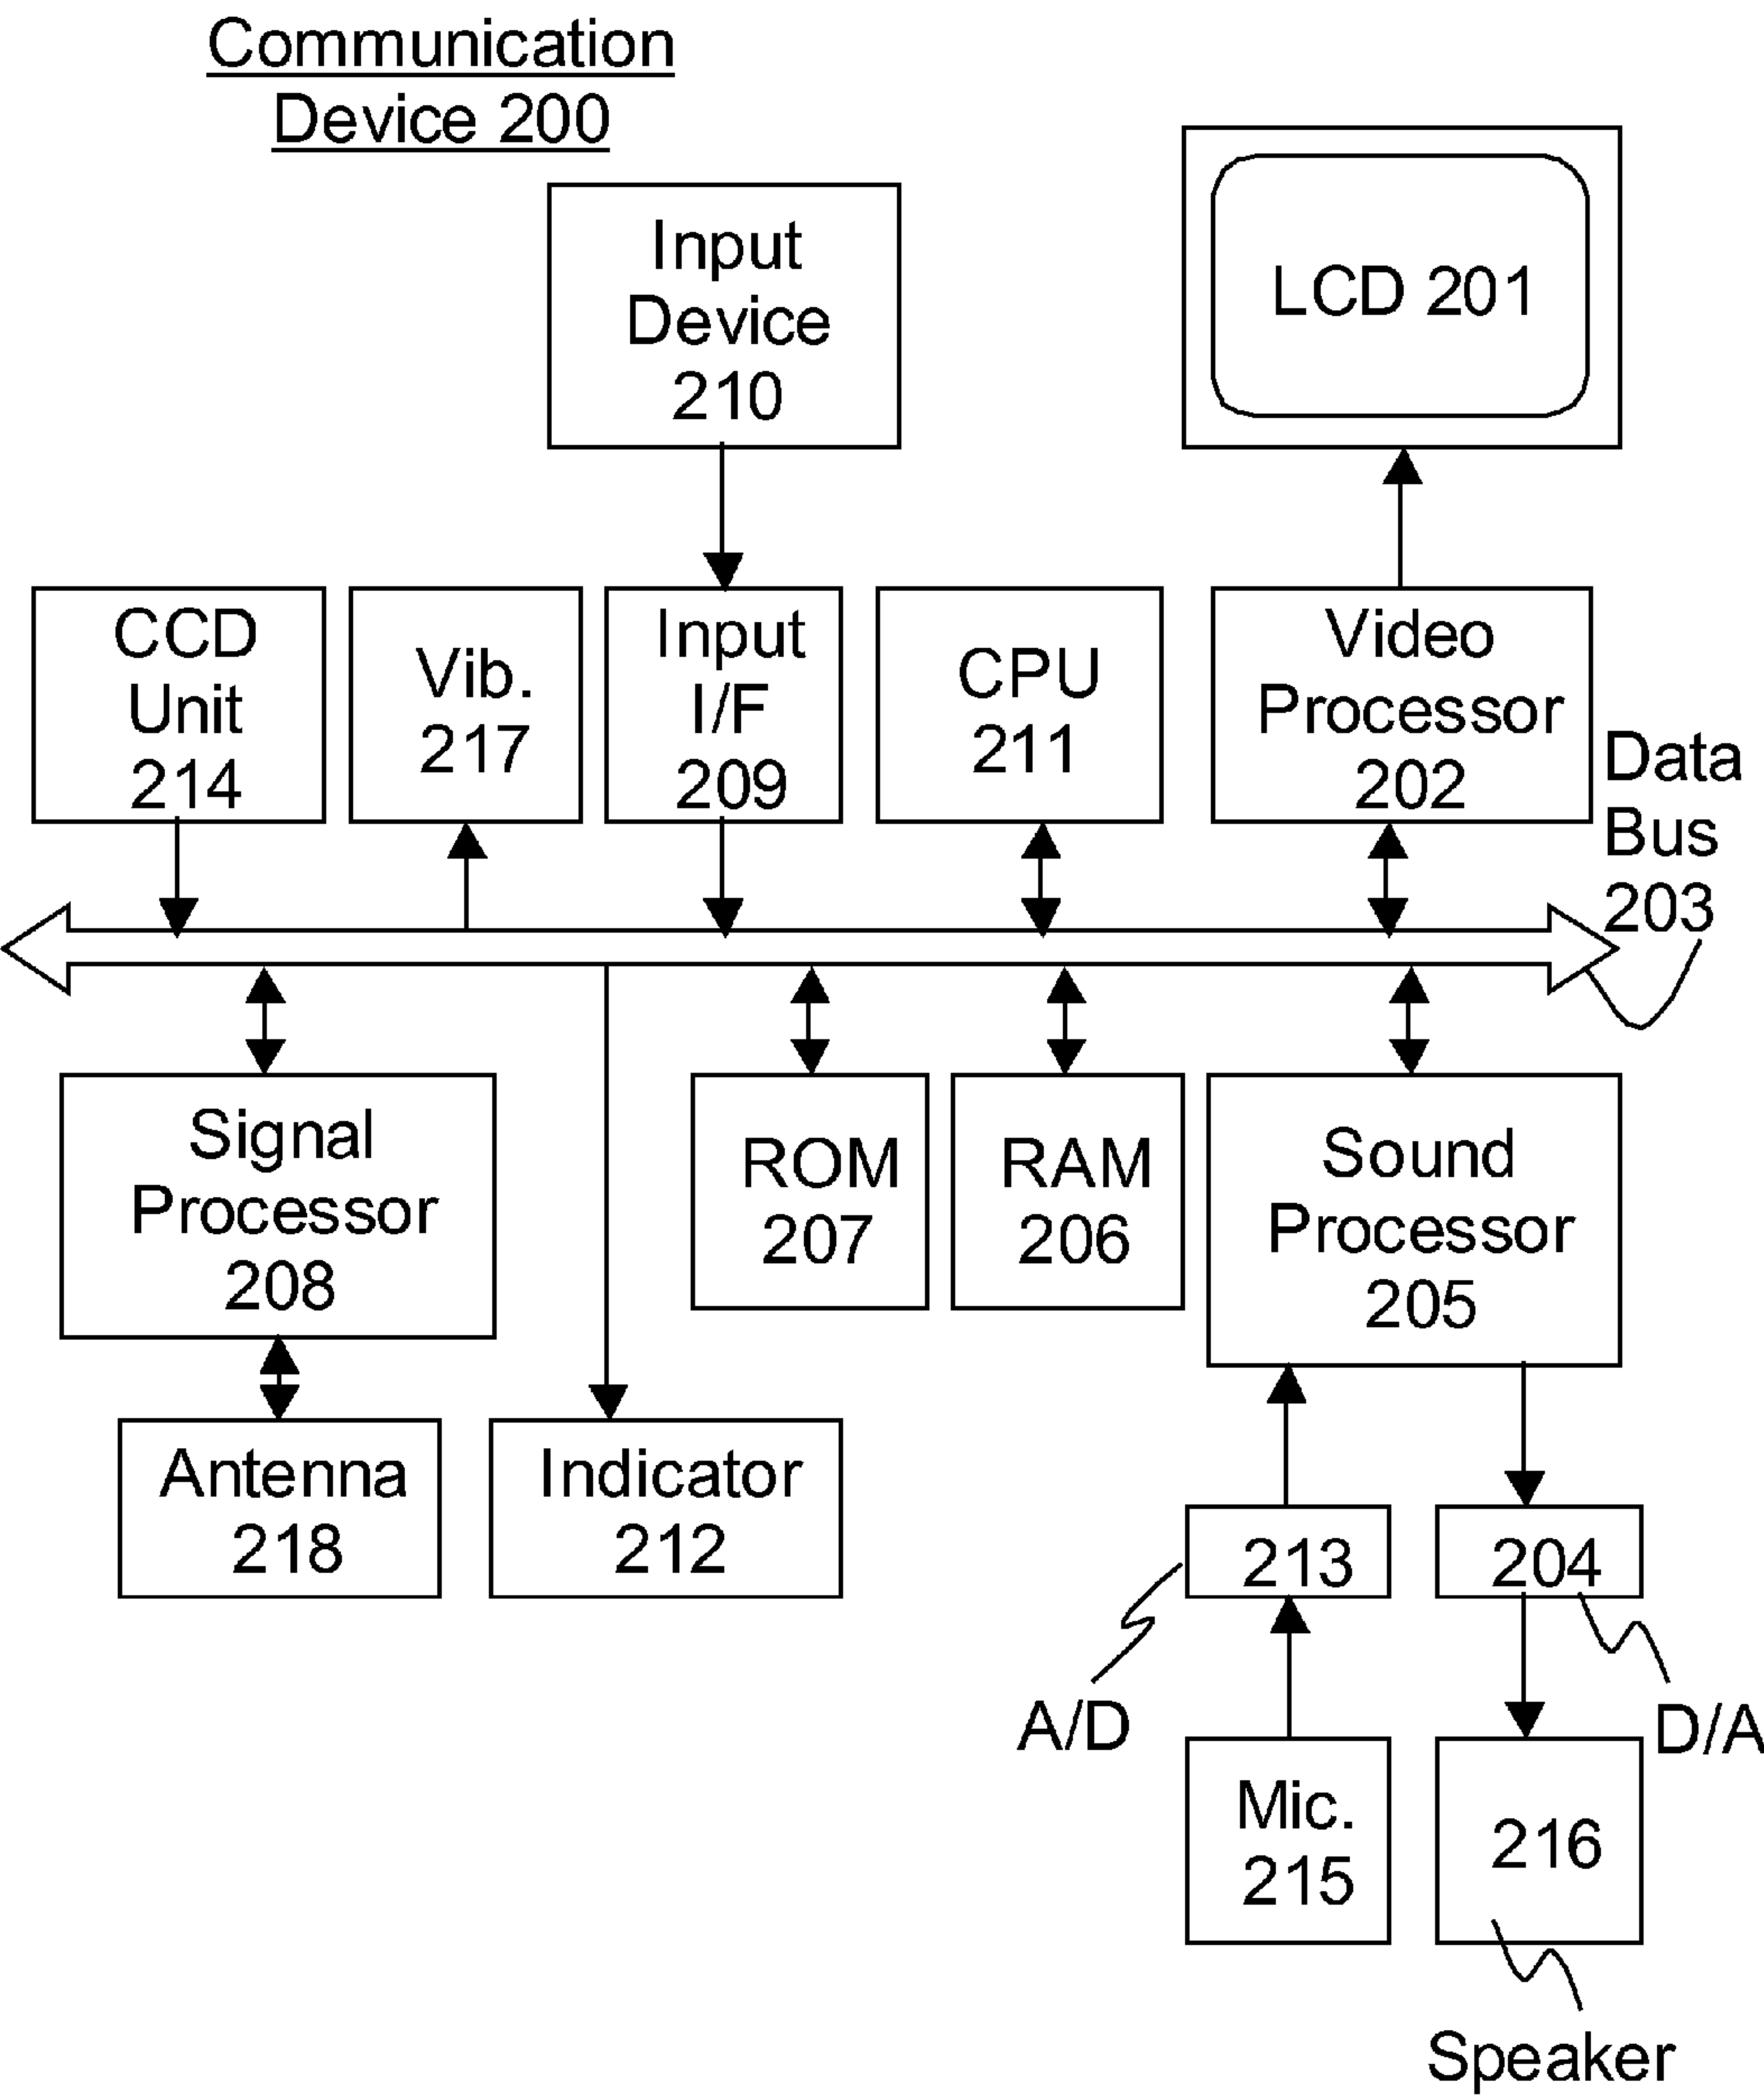 Communication
Device 200
Input
Device
210
LCD 201
CCD
Unit
214
Vib.
217
Input
I/F
209
CPU
211
Video
Processor
202
Data
Bus
203
Signal
Processor
208
ROM
207
RAM
206
Sound
Processor
205
Antenna
218
Indicator
212
213
204
A/D
D/A
Mic.
215
216
Speaker